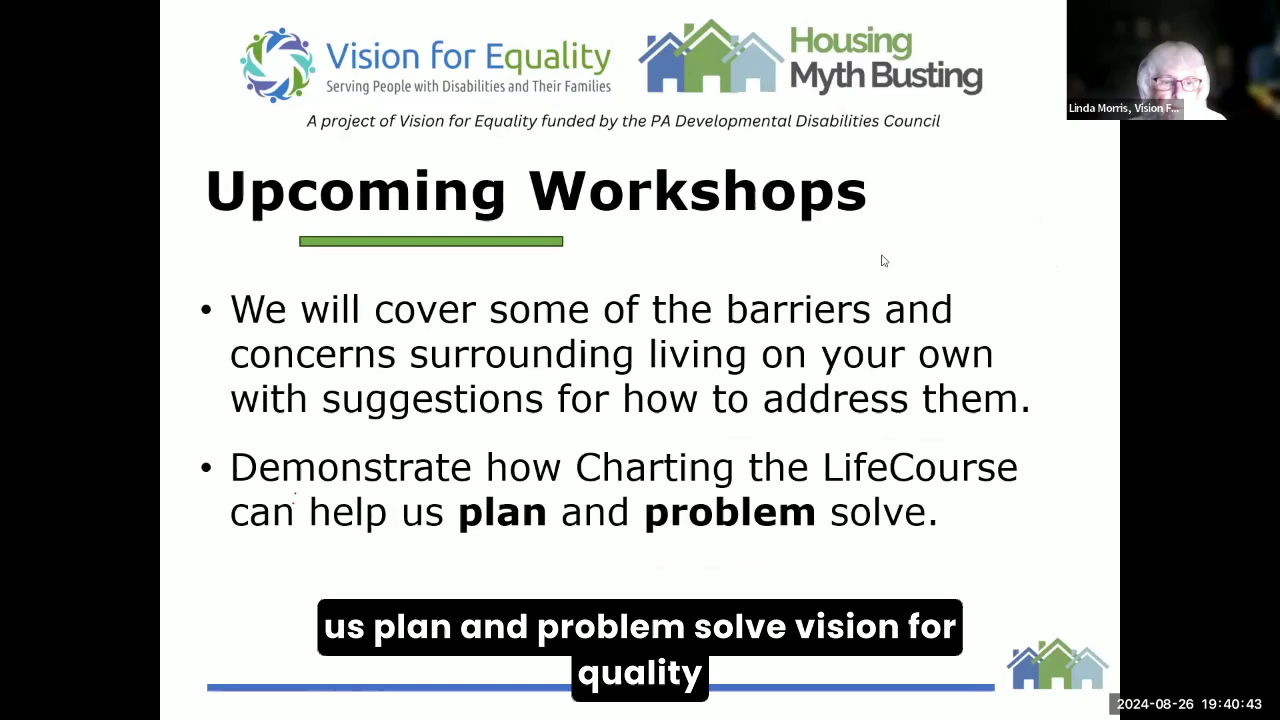 Vision for Equality
Serving People with Disabilities and Their Families
Housing
Myth Busting
A project of Vision for Equality funded by the PA Developmental Disabilities Council
Linda Morris, Vision F...
Upcoming Workshops
• We will cover some of the barriers and
concerns surrounding living on your own
with suggestions for how to address them.
• Demonstrate how Charting the LifeCourse
can help us plan and problem solve.
us plan and problem solve vision for
quality
2024-08-26 19:40:43